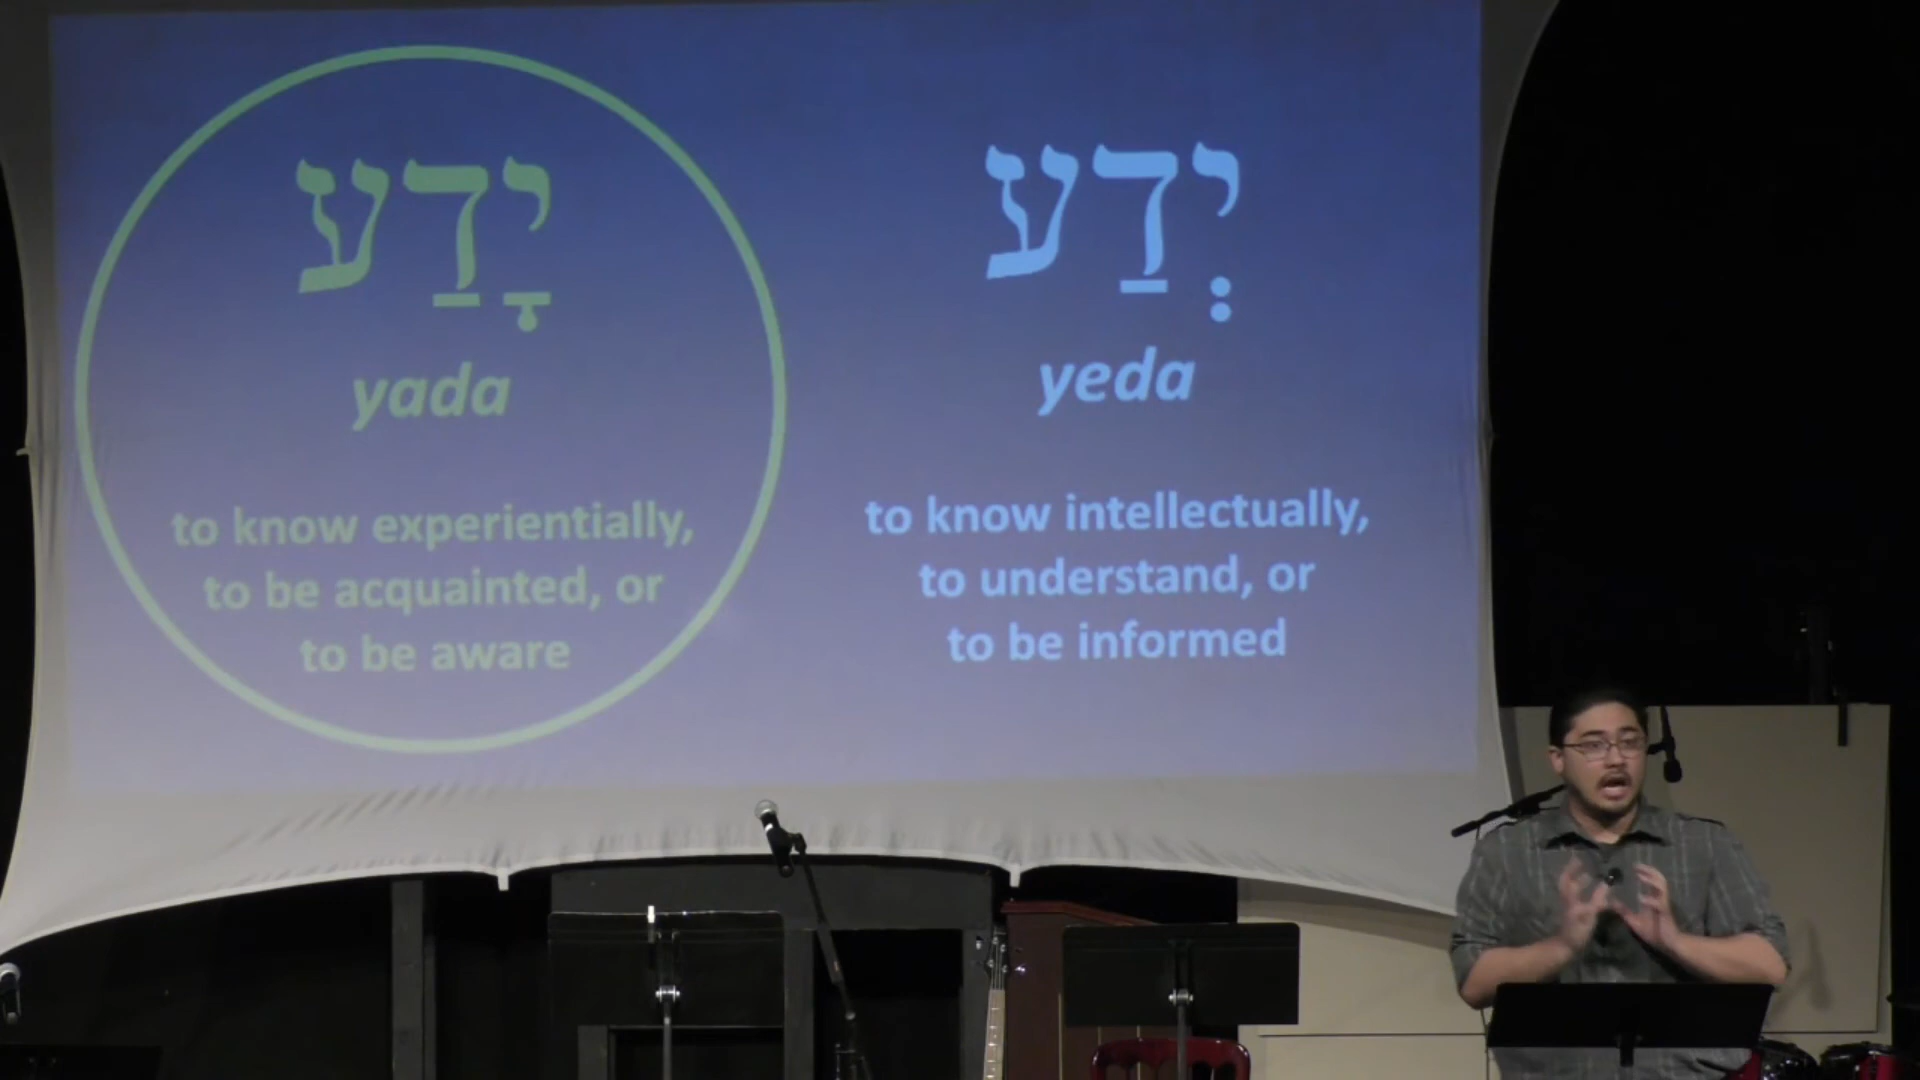 יָדַע
yada
to know experientially,
to be acquainted, or
to be aware
יְדַע
yeda
to know intellectually,
to understand, or
to be informed